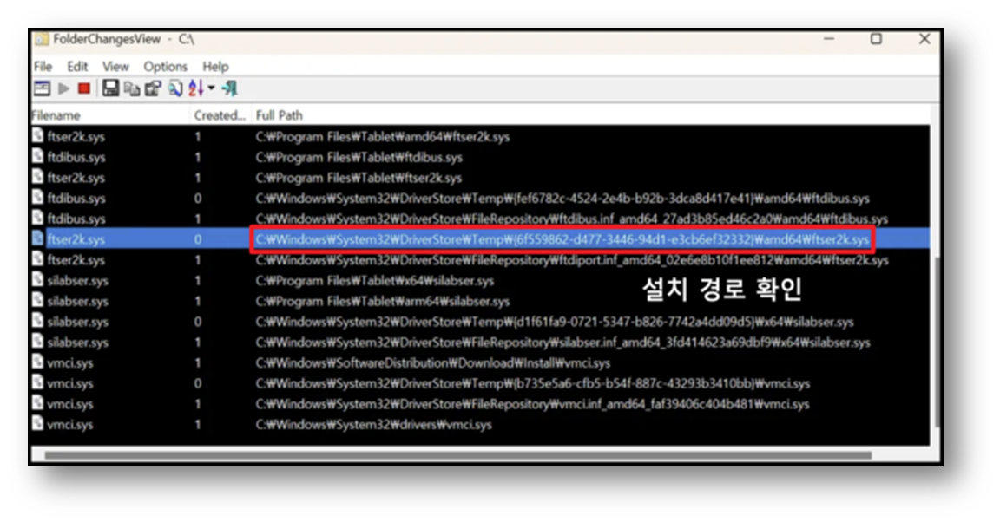 FolderChangesView - C:\
File Edit View Options Help
Filename Created... Full Path
ftser2k.sys 1 C:₩Program Files₩Tablet₩amd64₩ftser2k.sys
ftdibus.sys 1 C:₩Program Files₩Tablet₩ftdibus.sys
ftser2k.sys 1 C:₩Program Files₩Tablet₩ftser2k.sys
ftdibus.sys 0 C:₩Windows₩System32₩DriverStore₩Temp₩{fef6782c-4524-2e4b-b92b-3dca8d417e41}₩amd64₩ftdibus.sys
ftdibus.sys 1 C:₩Windows₩System32₩DriverStore₩FileRepository₩ftdibus.inf_amd64_27ad3b85ed46c2a0₩amd64₩ftdibus.sys
ftser2k.sys 0 C:₩Windows₩System32₩DriverStore₩Temp₩{6f559862-d477-3446-94d1-e3cb6ef32332}₩amd64₩ftser2k.sys
ftser2k.sys 1 C:₩Windows₩System32₩DriverStore₩FileRepository₩ftdiport.inf_amd64_02e6e8b10f1ee812₩amd64₩ftser2k.sys
silabser.sys 1 C:₩Program Files₩Tablet₩x64₩silabser.sys
설치 경로 확인
silabser.sys 1 C:₩Program Files₩Tablet₩arm64₩silabser.sys
silabser.sys 0 C:₩Windows₩System32₩DriverStore₩Temp₩{d1f61fa9-0721-5347-b826-7742a4dd09d5}₩x64₩silabser.sys
silabser.sys 1 C:₩Windows₩System32₩DriverStore₩FileRepository₩silabser.inf_amd64_3fd414623a69dbf9₩x64₩silabser.sys
vmci.sys 1 C:₩Windows₩SoftwareDistribution₩Download₩Install₩vmci.sys
vmci.sys 0 C:₩Windows₩System32₩DriverStore₩Temp₩{b735e5a6-cfb5-b54f-887c-43293b3410bb}₩vmci.sys
vmci.sys 1 C:₩Windows₩System32₩DriverStore₩FileRepository₩vmci.inf_amd64_faf39406c404b481₩vmci.sys
vmci.sys 1 C:₩Windows₩System32₩drivers₩vmci.sys